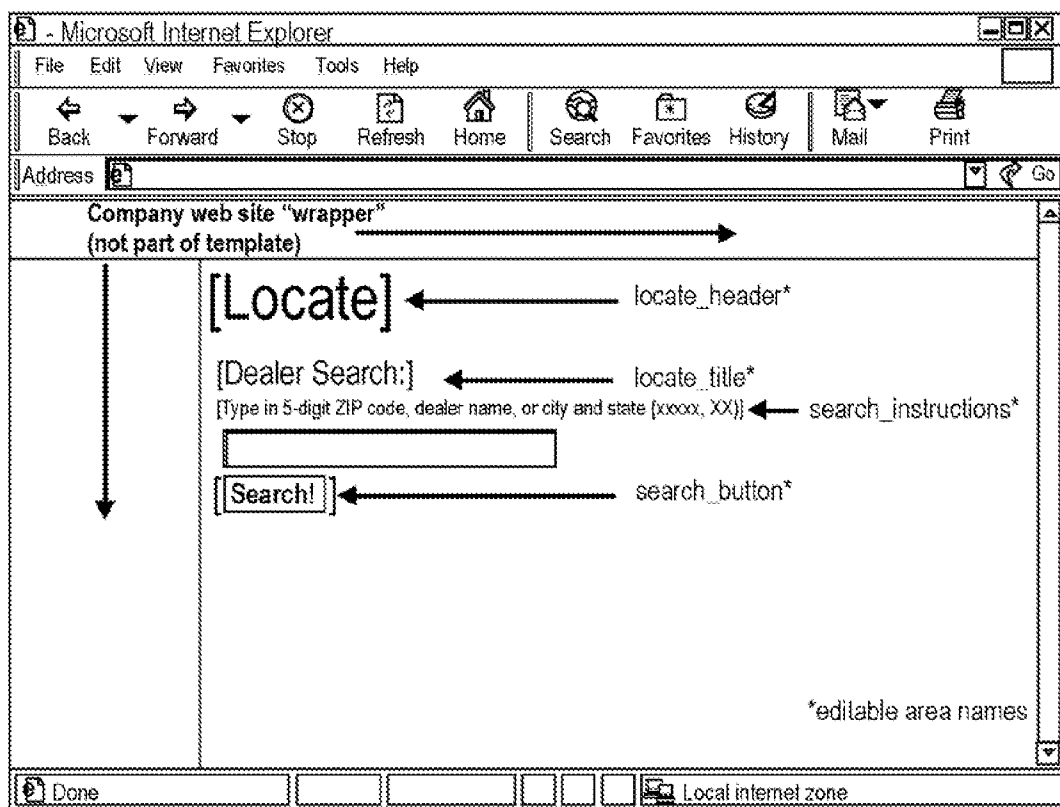 - Microsoft Internet Explorer
File Edit View Favorites Tools Help
Back Forward Stop Refresh Home Search Favorites History Mail Print
Address Go
Company web site “wrapper”
(not part of template)
[Locate] locate_header*
[Dealer Search:] locate_title*
[Type in 5-digit ZIP code, dealer name, or city and state (xxxxx, XX)] search_instructions*
[Search!] search_button*
*editable area names
Done Local internet zone